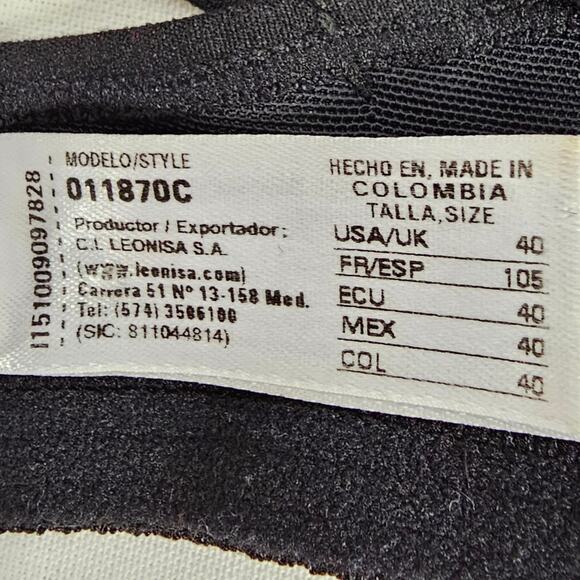 I1510090978​28
MODELO/STYLE
011870C
Productor / Exportador:
C.I. LEONISA S.A.
(www.leonisa.com)
Carrera 51 Nº 13-158 Med.
Tel: (574) 3506100
(SIC: 811044814)
HECHO EN, MADE IN
COLOMBIA
TALLA, SIZE
USA/UK 40
FR/ESP 105
ECU 40
MEX 40
COL 40